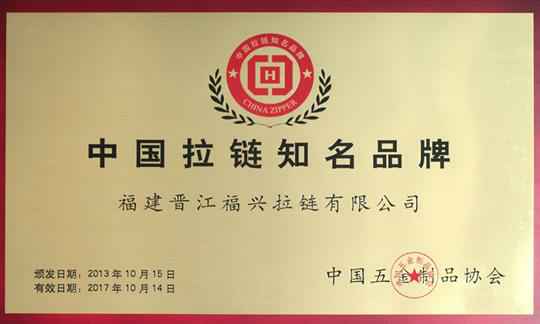 中国拉链知名品牌
CHINA ZIPPER
中国拉链知名品牌
福建晋江福兴拉链有限公司
颁发日期:2013年10月15日
有效日期:2017年10月14日
中国五金制品协会